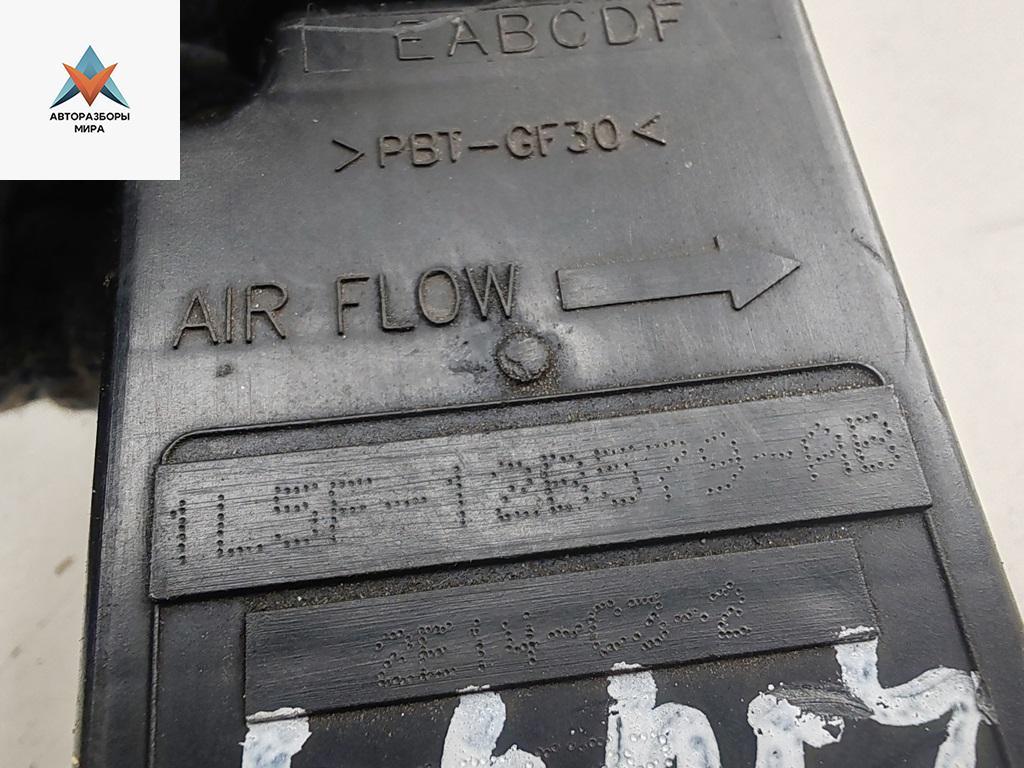 EABCDF
АВТОРАЗБОРЫ
МИРА
>PBT-GF30<
AIR FLOW
1L5F-12B579-AB